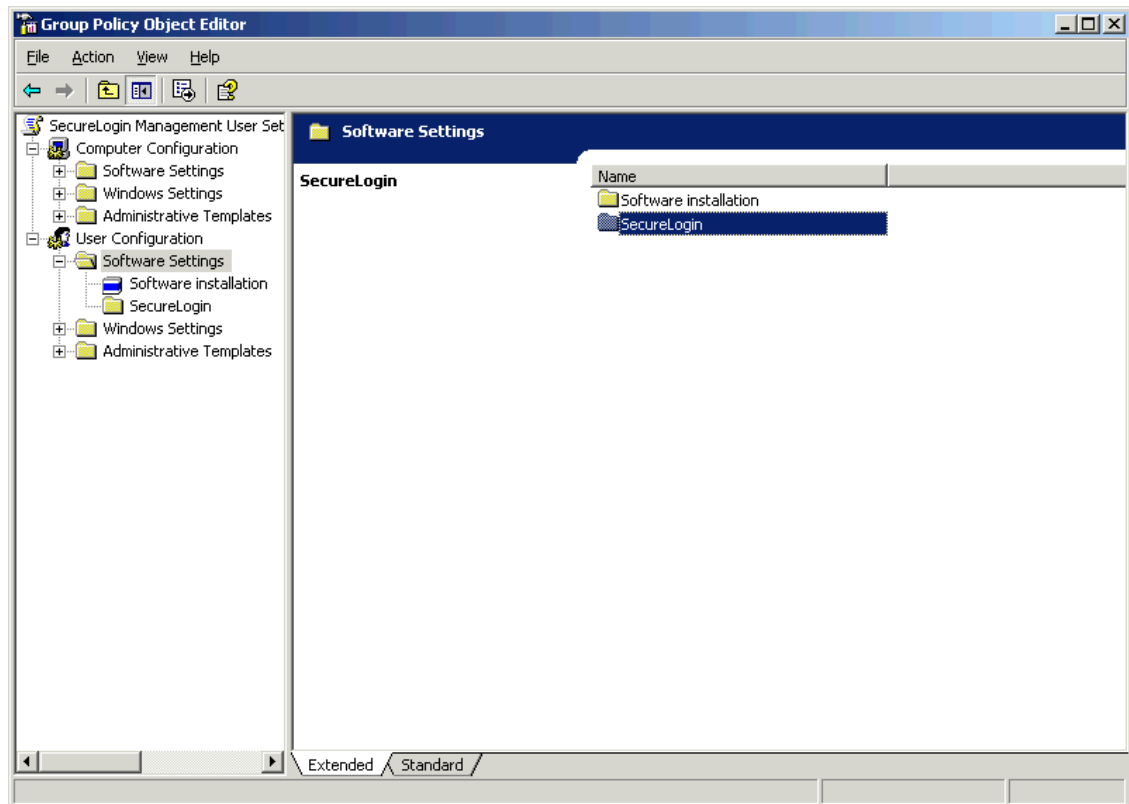 Group Policy Object Editor
File Action View Help
SecureLogin Management User Set
Computer Configuration
Software Settings
Windows Settings
Administrative Templates
User Configuration
Software Settings
Software installation
SecureLogin
Windows Settings
Administrative Templates
Software Settings
SecureLogin
Name
Software installation
SecureLogin
Extended Standard